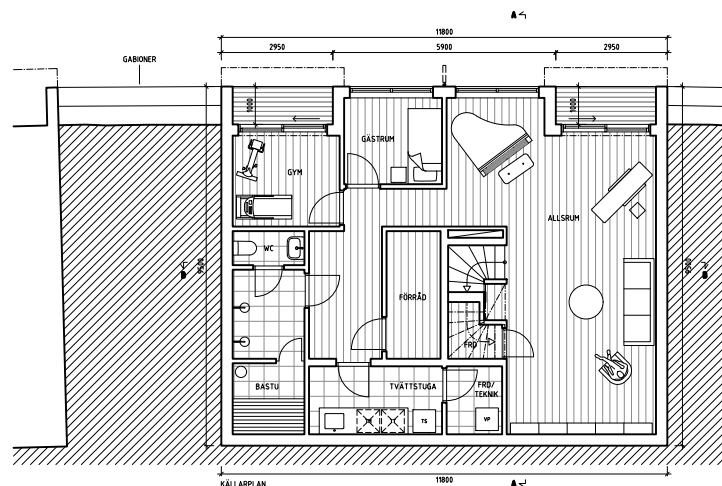 A
11800
2950 5900 2950
GABIONER
1000 1000
GÄSTRUM
GYM
ALLSRUM
WC
B B
9500 9500
FÖRRÅD
FRD
BASTU TVÄTTSTUGA FRD/
TEKNIK
TS VP
11800
KÄLLARPLAN A